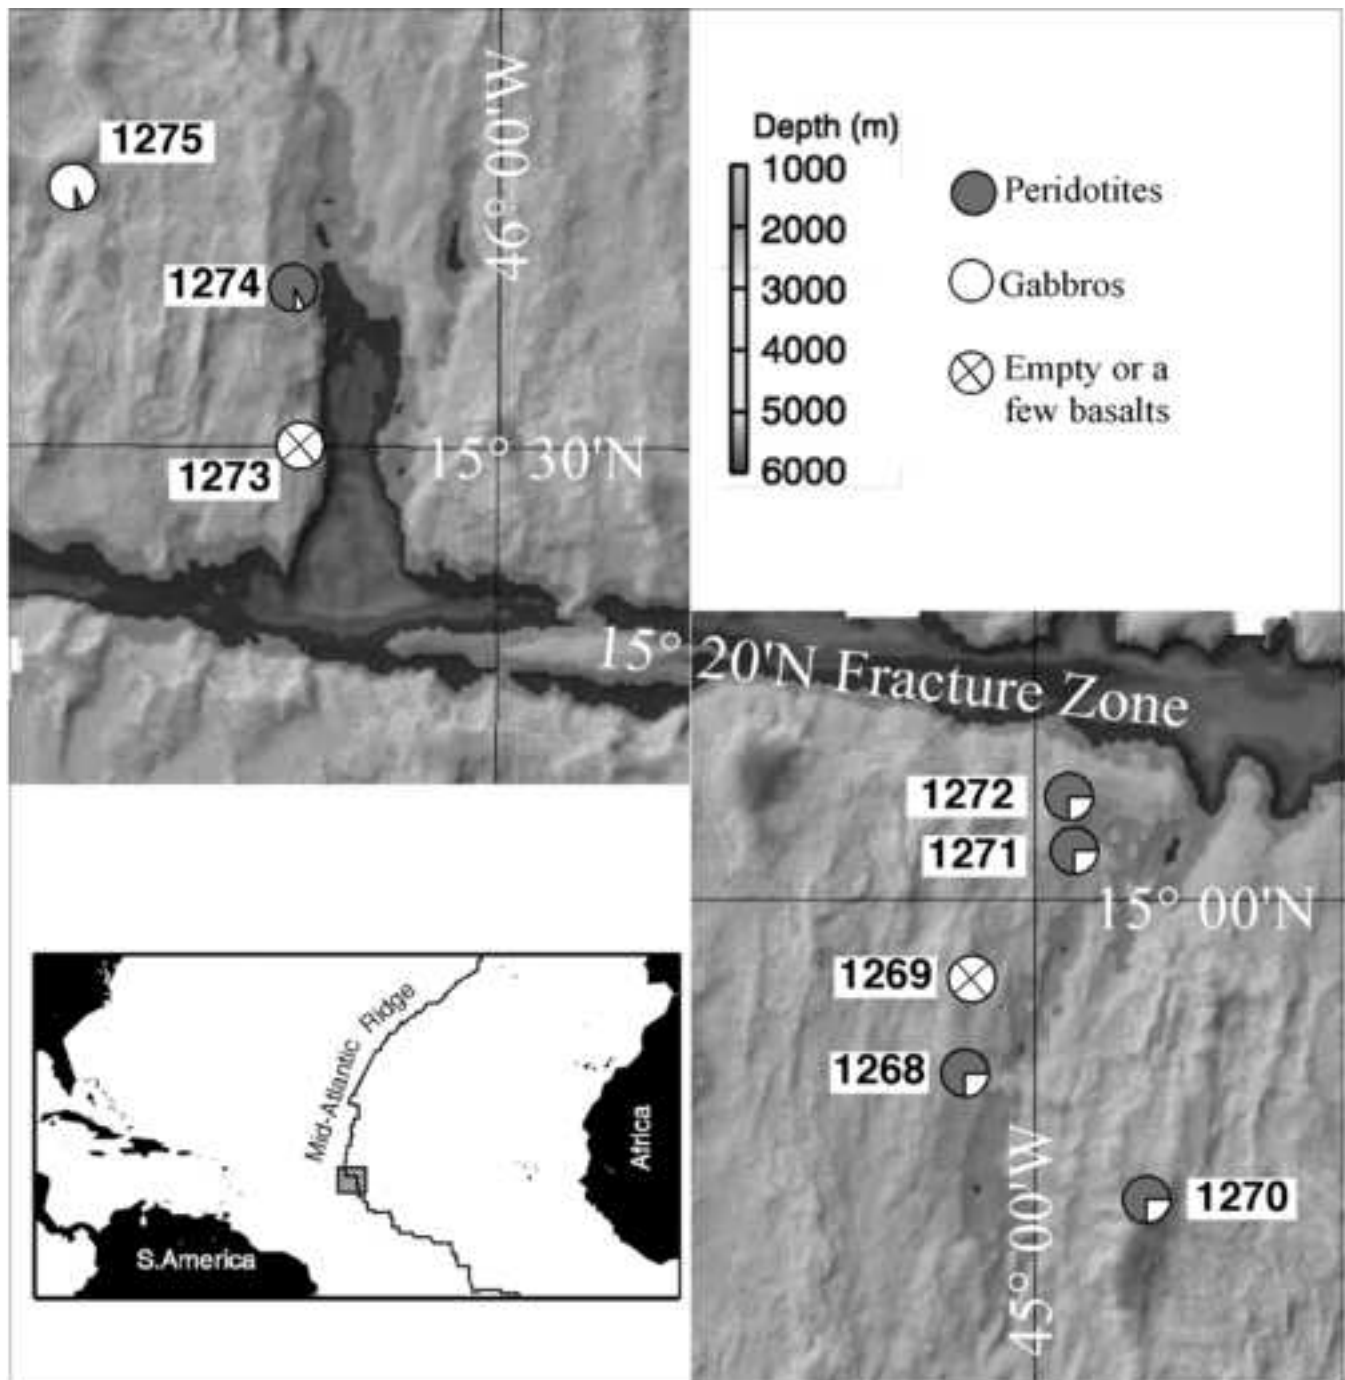 1275
46° 00'W
1274
1273
15° 30'N
Depth (m)
1000
2000
3000
4000
5000
6000
Peridotites
Gabbros
Empty or a
few basalts
15° 20'N Fracture Zone
1272
1271
15° 00'N
1269
1268
1270
45° 00'W
Mid-Atlantic Ridge
Africa
S.America